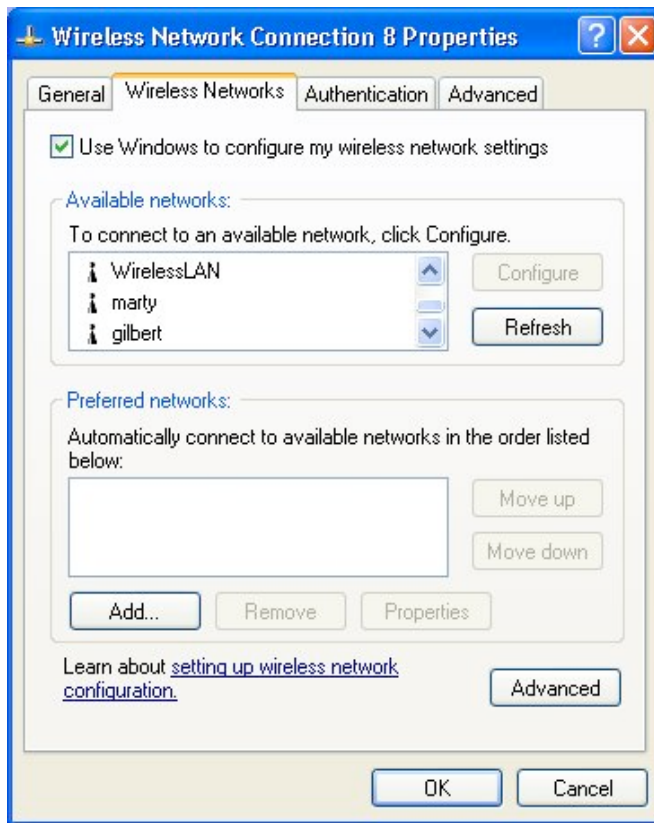 Wireless Network Connection 8 Properties
General Wireless Networks Authentication Advanced
Use Windows to configure my wireless network settings
Available networks:
To connect to an available network, click Configure.
WirelessLAN
marty
gilbert
Configure
Refresh
Preferred networks:
Automatically connect to available networks in the order listed
below:
Move up
Move down
Add... Remove Properties
Learn about setting up wireless network
configuration.
Advanced
OK Cancel